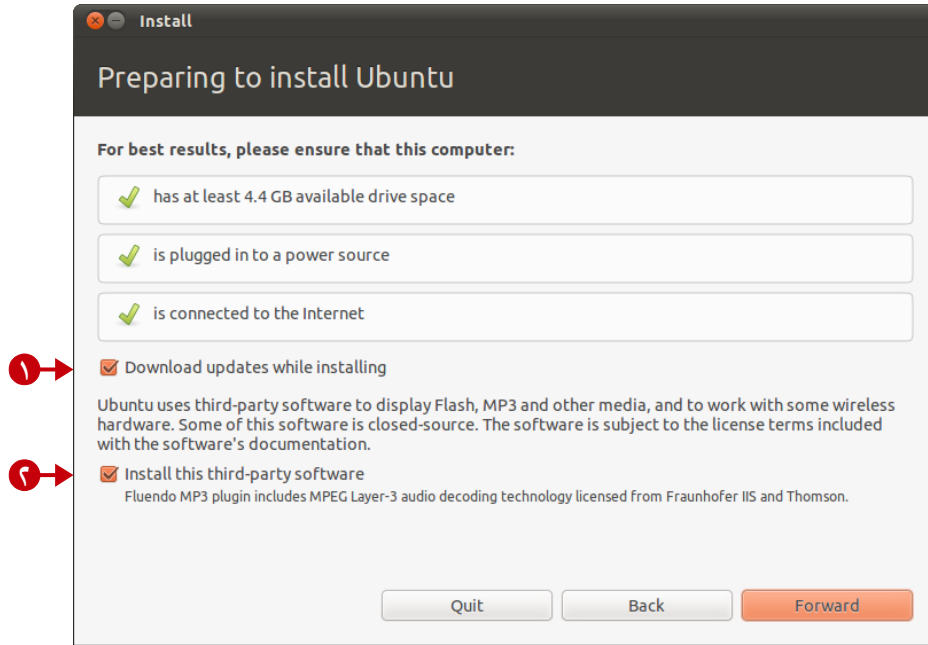 Install
Preparing to install Ubuntu
For best results, please ensure that this computer:
has at least 4.4 GB available drive space
is plugged in to a power source
is connected to the Internet
۱
Download updates while installing
Ubuntu uses third-party software to display Flash, MP3 and other media, and to work with some wireless
hardware. Some of this software is closed-source. The software is subject to the license terms included
with the software's documentation.
۲
Install this third-party software
Fluendo MP3 plugin includes MPEG Layer-3 audio decoding technology licensed from Fraunhofer IIS and Thomson.
Quit Back Forward